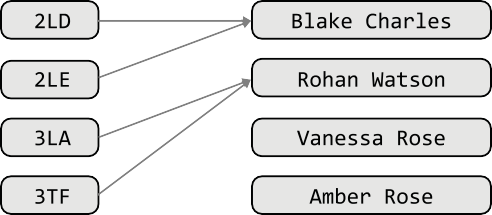 2LD
Blake Charles
2LE
Rohan Watson
3LA
Vanessa Rose
3TF
Amber Rose